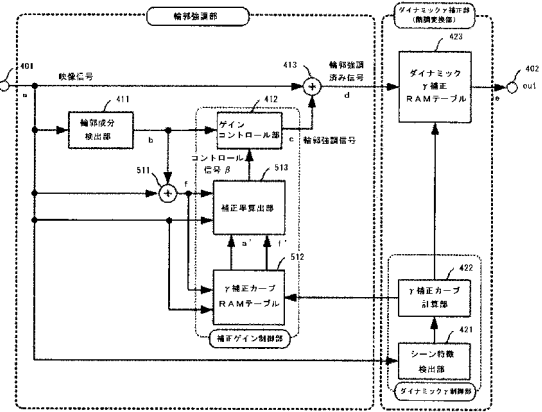 輪郭強調部
ダイナミックγ補正部
(階調変換部)
423
401
映像信号
a
413
輪郭強調
済み信号
d
ダイナミック
γ補正
RAMテーブル
402
out
e
411
輪郭成分
検出部
b
412
ゲイン
コントロール部
c
輪郭強調信号
コントロール
信号 β
511
f
513
補正率算出部
a'
f'
512
γ補正カーブ
RAMテーブル
補正ゲイン制御部
422
γ補正カーブ
計算部
421
シーン特徴
検出部
ダイナミックγ制御部